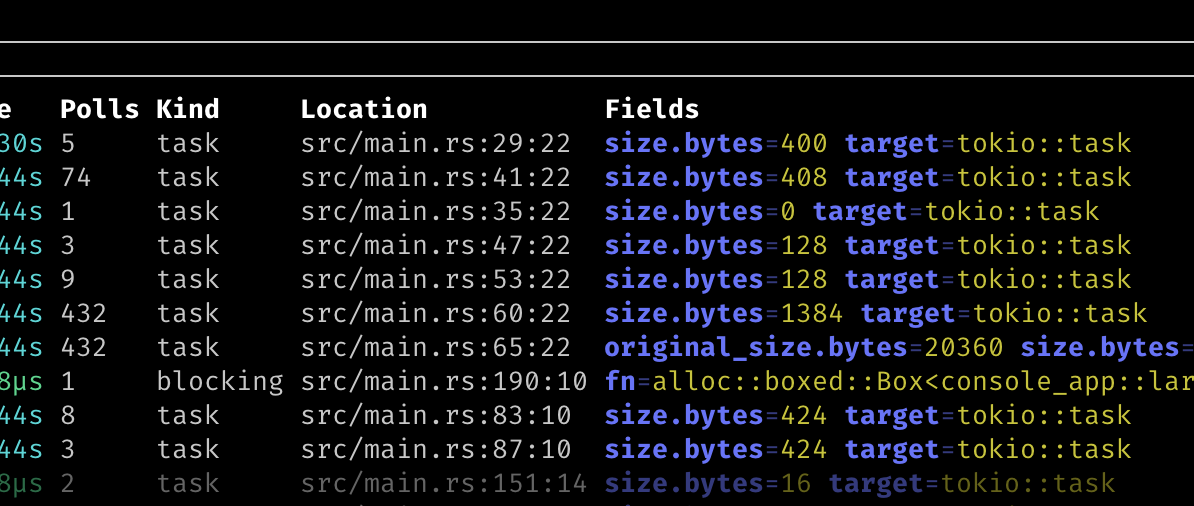 e Polls Kind Location Fields
30s 5 task src/main.rs:29:22 size.bytes=400 target=tokio::task
44s 74 task src/main.rs:41:22 size.bytes=408 target=tokio::task
44s 1 task src/main.rs:35:22 size.bytes=0 target=tokio::task
44s 3 task src/main.rs:47:22 size.bytes=128 target=tokio::task
44s 9 task src/main.rs:53:22 size.bytes=128 target=tokio::task
44s 432 task src/main.rs:60:22 size.bytes=1384 target=tokio::task
44s 432 task src/main.rs:65:22 original_size.bytes=20360 size.bytes=
8µs 1 blocking src/main.rs:190:10 fn=alloc::boxed::Box<console_app::lar
44s 8 task src/main.rs:83:10 size.bytes=424 target=tokio::task
44s 3 task src/main.rs:87:10 size.bytes=424 target=tokio::task
8µs 2 task src/main.rs:151:14 size.bytes=16 target=tokio::task